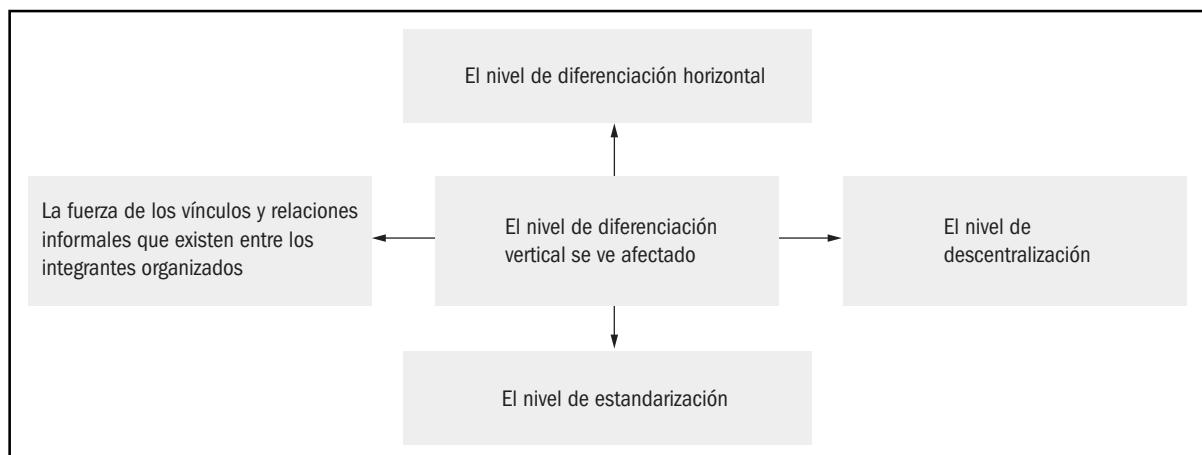 El nivel de diferenciación horizontal
La fuerza de los vínculos y relaciones
informales que existen entre los
integrantes organizados
El nivel de diferenciación
vertical se ve afectado
El nivel de
descentralización
El nivel de estandarización